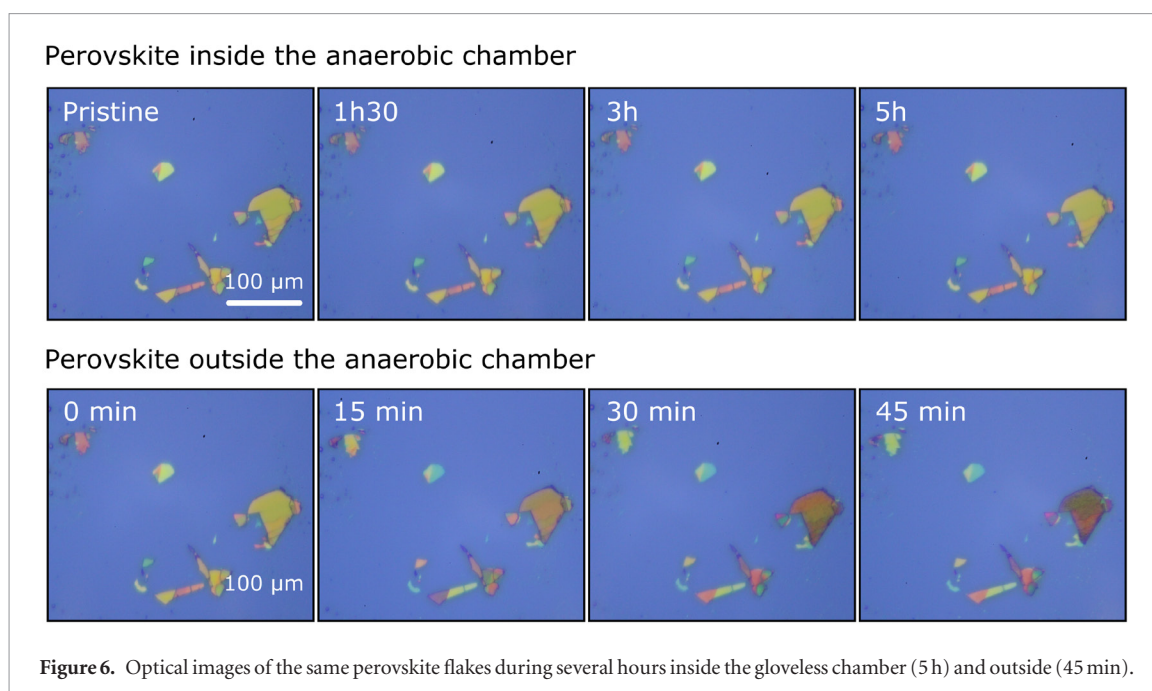 Perovskite inside the anaerobic chamber
Pristine
1h30
3h
5h
100 µm
Perovskite outside the anaerobic chamber
0 min
15 min
30 min
45 min
100 µm
Figure 6. Optical images of the same perovskite flakes during several hours inside the gloveless chamber (5 h) and outside (45 min).